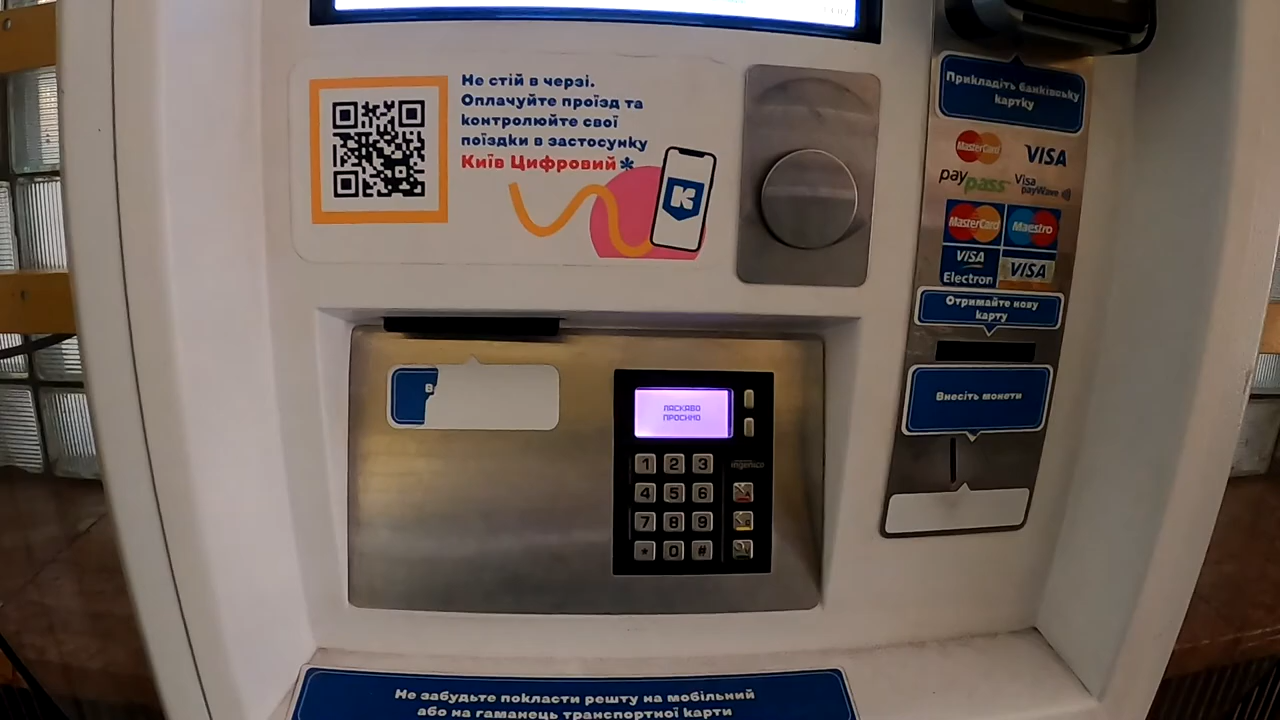 Не стій в черзі.
Оплачуйте проїзд та
контролюйте свої
поїздки в застосунку
Київ Цифровий*
K
Прикладіть банківську
картку
MasterCard
VISA
paypass
Visa
payWave
MasterCard
Maestro
VISA
Electron
VISA
Отримайте нову
карту
Внесіть монети
В
ЛАСКАВО
ПРОСИМО
1 2 3
ingenico
4 5 6
7 8 9
* 0 #
Не забудьте покласти решту на мобільний
або на гаманець транспортної карти